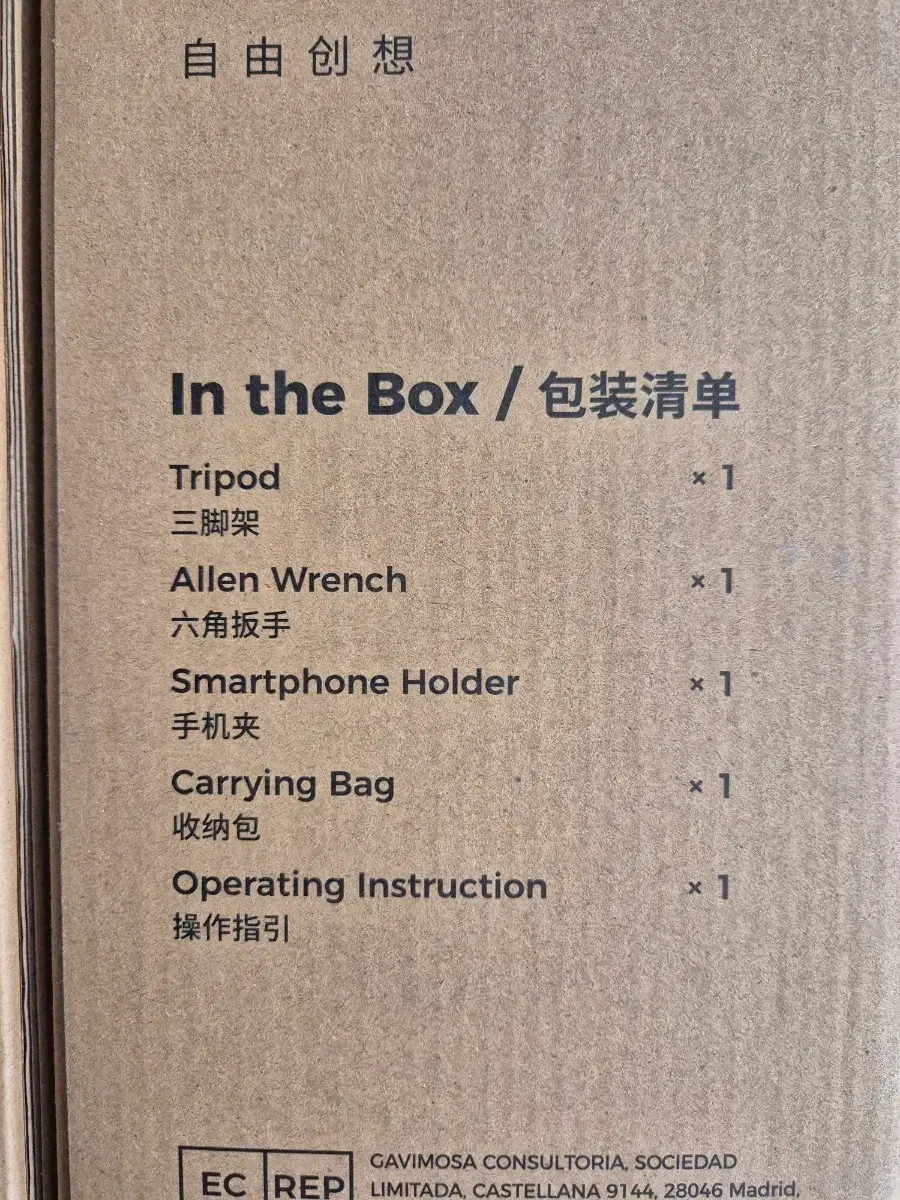 自由创想
In the Box / 包装清单
Tripod × 1
三脚架
Allen Wrench × 1
六角扳手
Smartphone Holder × 1
手机夹
Carrying Bag × 1
收纳包
Operating Instruction × 1
操作指引
EC REP GAVIMOSA CONSULTORIA, SOCIEDAD
LIMITADA, CASTELLANA 9144, 28046 Madrid,